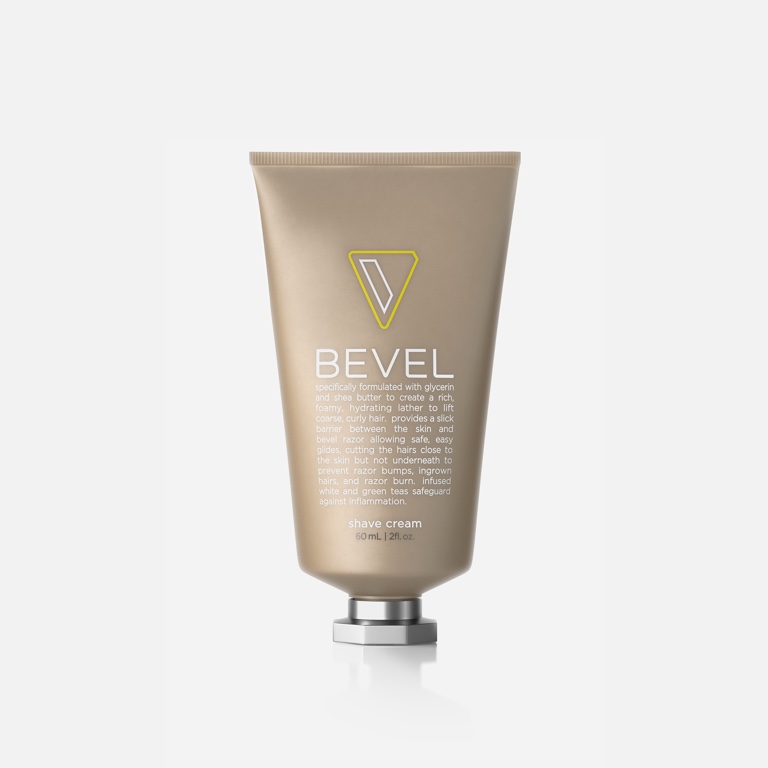 BEVEL
specifically formulated with glycerin
and shea butter to create a rich,
foamy, hydrating lather to lift
coarse, curly hair. provides a slick
barrier between the skin and
bevel razor allowing safe, easy
glides, cutting the hairs close to
the skin but not underneath to
prevent razor bumps, ingrown
hairs, and razor burn. infused
white and green teas safeguard
against inflammation.
shave cream
60 mL | 2fl. oz.